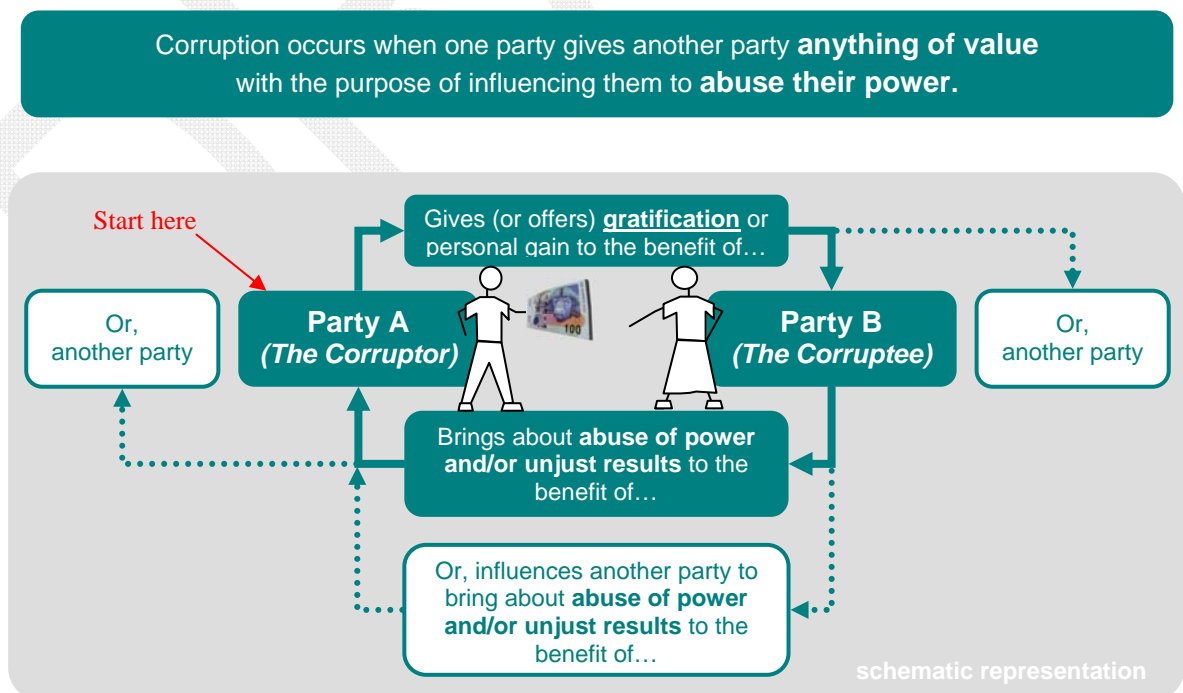 Corruption occurs when one party gives another party anything of value
with the purpose of influencing them to abuse their power.
Start here
Gives (or offers) gratification or
personal gain to the benefit of…
Or,
another party
Party A
(The Corruptor)
100
Party B
(The Corruptee)
Or,
another party
Brings about abuse of power
and/or unjust results to the
benefit of…
Or, influences another party to
bring about abuse of power
and/or unjust results to the
benefit of…
schematic representation